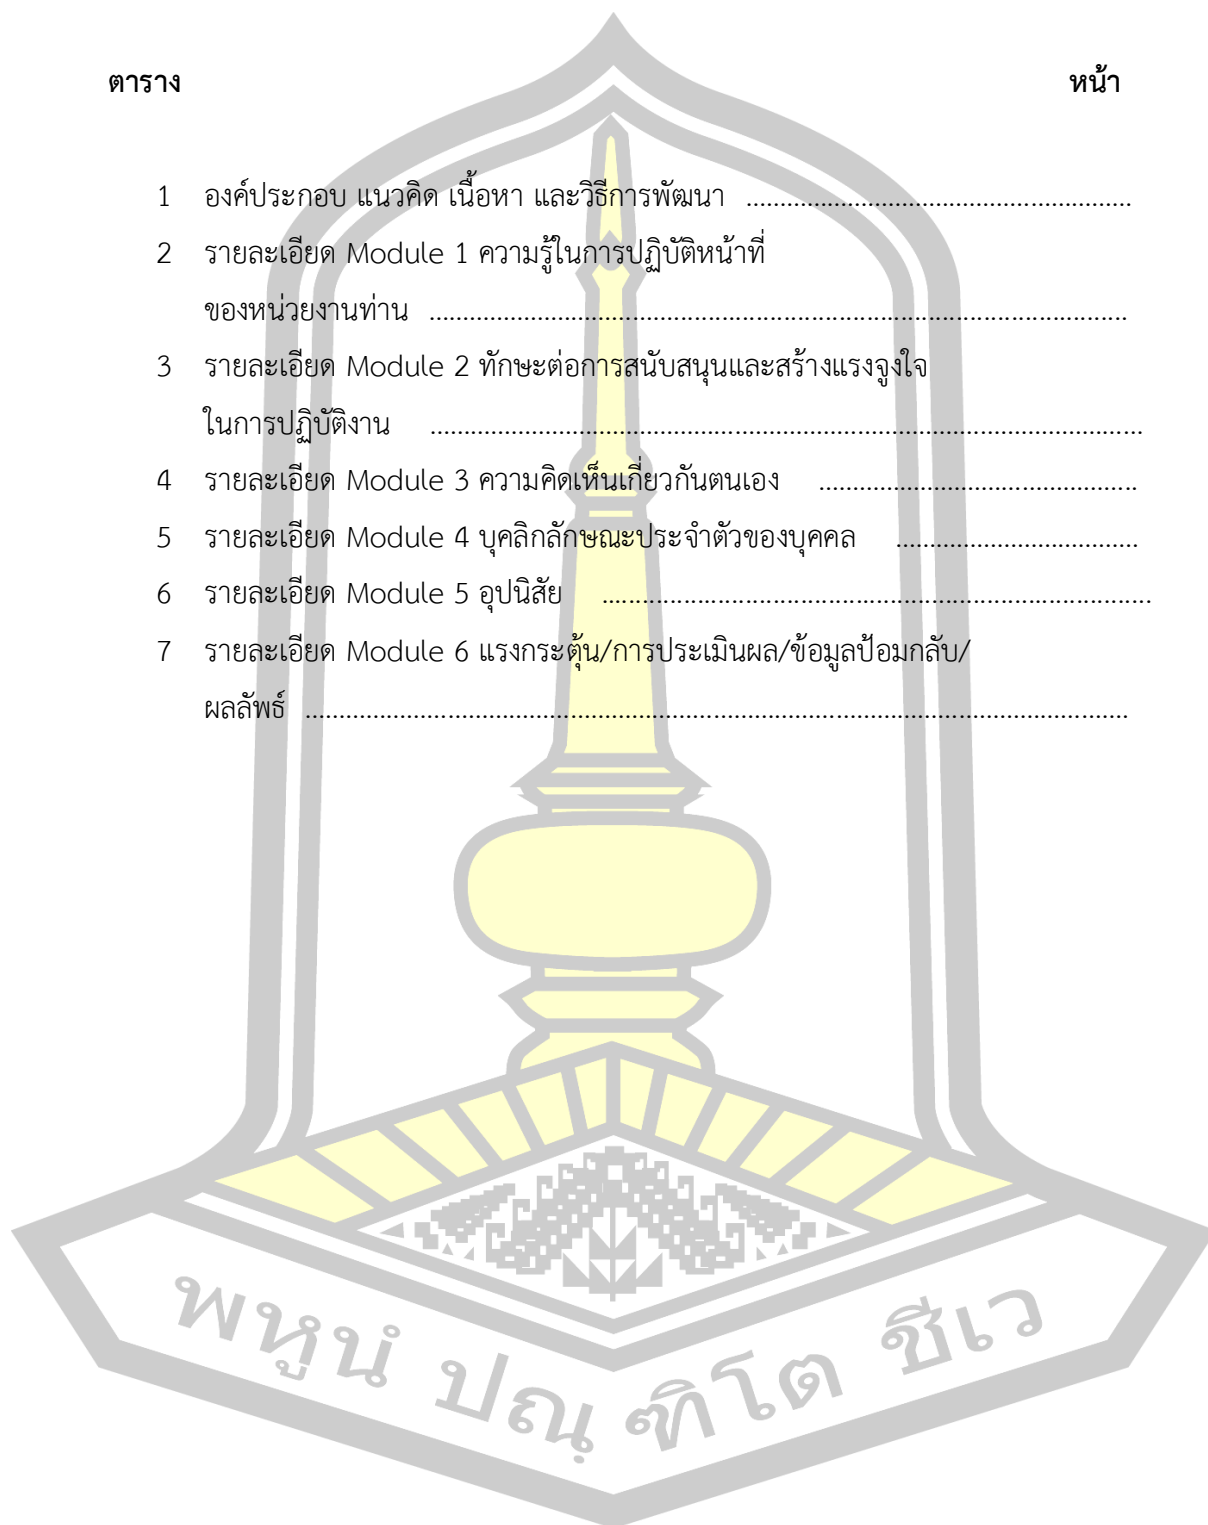 ตาราง หน้า
1 องค์ประกอบ แนวคิด เนื้อหา และวิธีการพัฒนา .........................................................
2 รายละเอียด Module 1 ความรู้ในการปฏิบัติหน้าที่
ของหน่วยงานท่าน ........................................................................................................
3 รายละเอียด Module 2 ทักษะต่อการสนับสนุนและสร้างแรงจูงใจ
ในการปฏิบัติงาน ..........................................................................................................
4 รายละเอียด Module 3 ความคิดเห็นเกี่ยวกันตนเอง ...............................................
5 รายละเอียด Module 4 บุคลิกลักษณะประจำตัวของบุคคล ....................................
6 รายละเอียด Module 5 อุปนิสัย ..................................................................................
7 รายละเอียด Module 6 แรงกระตุ้น/การประเมินผล/ข้อมูลป้อมกลับ/
ผลลัพธ์ ..........................................................................................................................
พหูนํ ปณฺฑิโต ชีเว